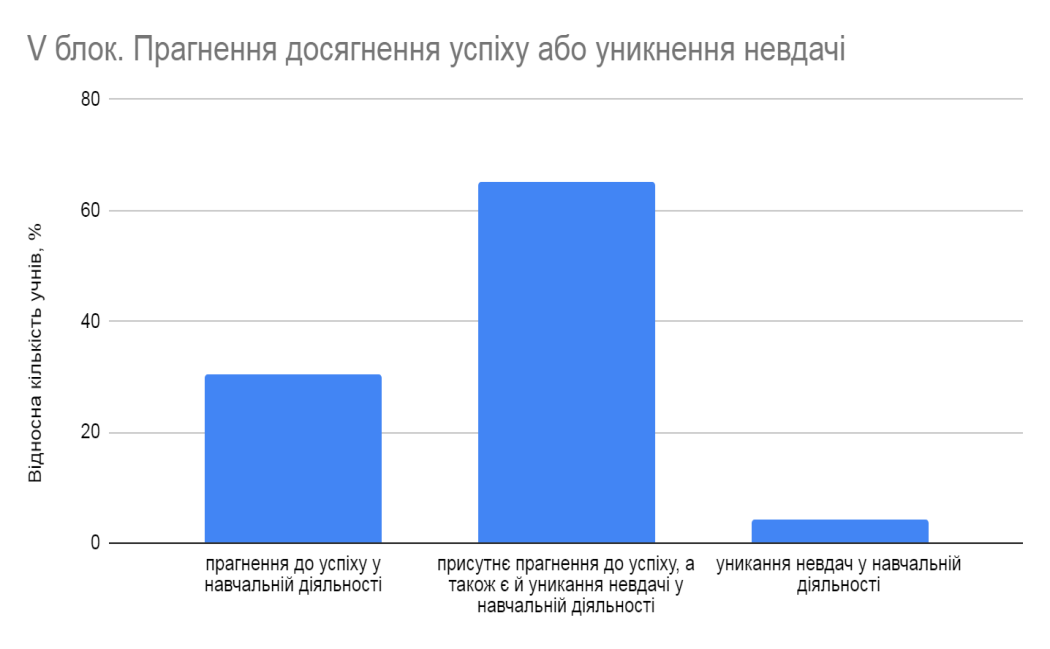 V блок. Прагнення досягнення успіху або уникнення невдачі
80
60
40
20
0
Відносна кількість учнів, %
прагнення до успіху у
навчальній діяльності
присутнє прагнення до успіху, а
також є й уникання невдачі у
навчальній діяльності
уникання невдач у навчальній
діяльності